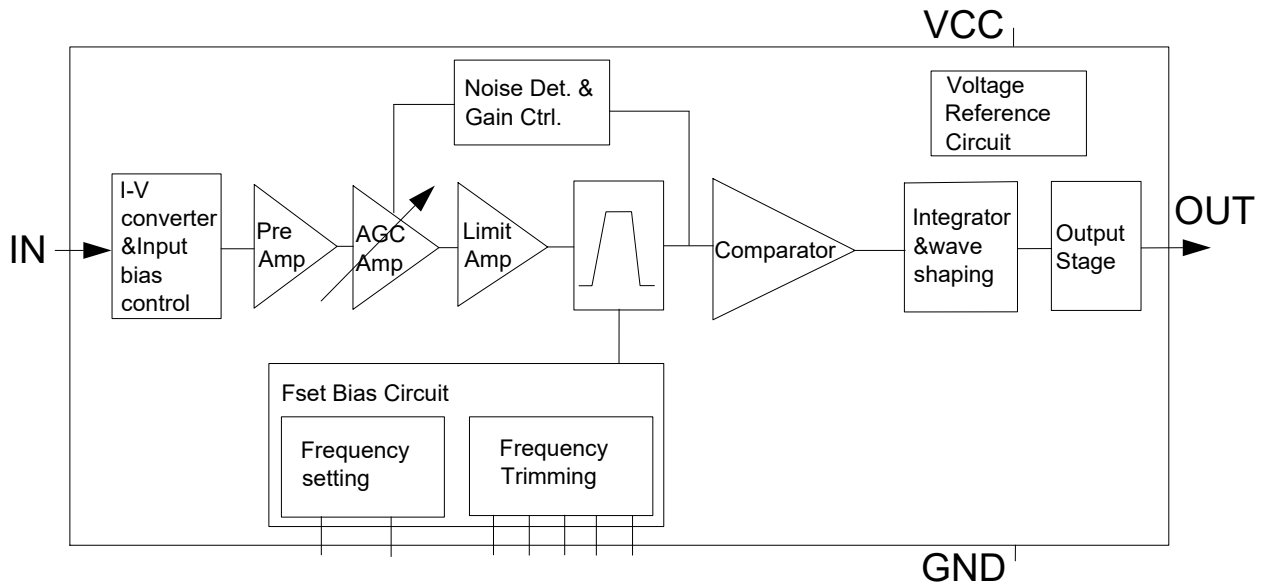 VCC
Voltage
Reference
Circuit
Noise Det. &
Gain Ctrl.
IN
I-V
converter
&Input
bias
control
Pre
Amp
AGC
Amp
Limit
Amp
Comparator
Integrator
&wave
shaping
Output
Stage
OUT
Fset Bias Circuit
Frequency
setting
Frequency
Trimming
GND